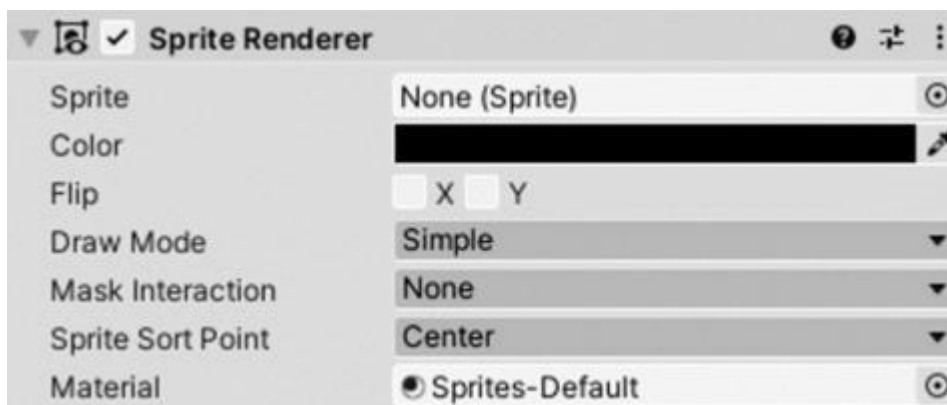 Sprite Renderer
Sprite None (Sprite)
Color
Flip X Y
Draw Mode Simple
Mask Interaction None
Sprite Sort Point Center
Material Sprites-Default